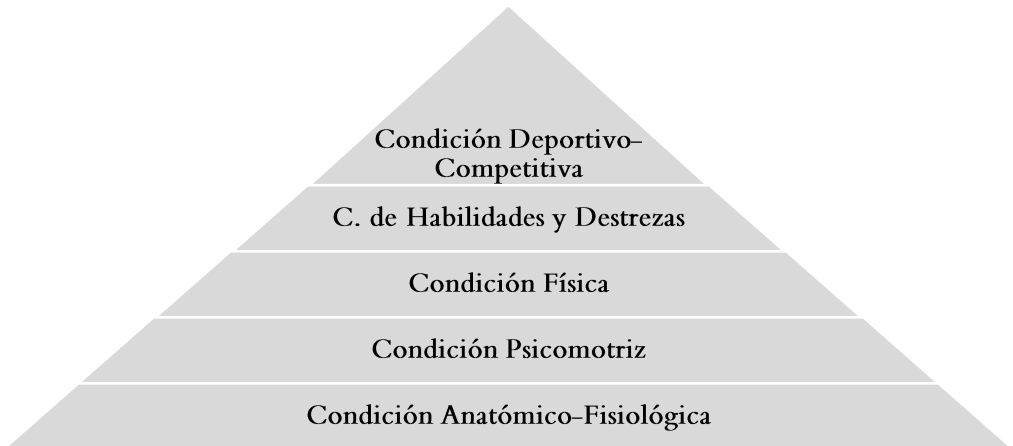 Condición Deportivo-
Competitiva
C. de Habilidades y Destrezas
Condición Física
Condición Psicomotriz
Condición Anatómico-Fisiológica